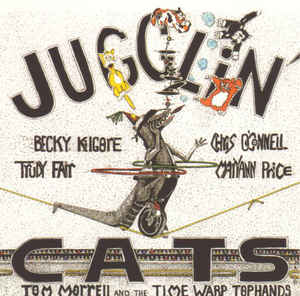 JUGGLIN'
BECKY KILGORE CHRIS O'CONNELL
TRUDY FAIR MARYANN PRICE
CATS
TOM MORRELL AND THE TIME WARP TOPHANDS